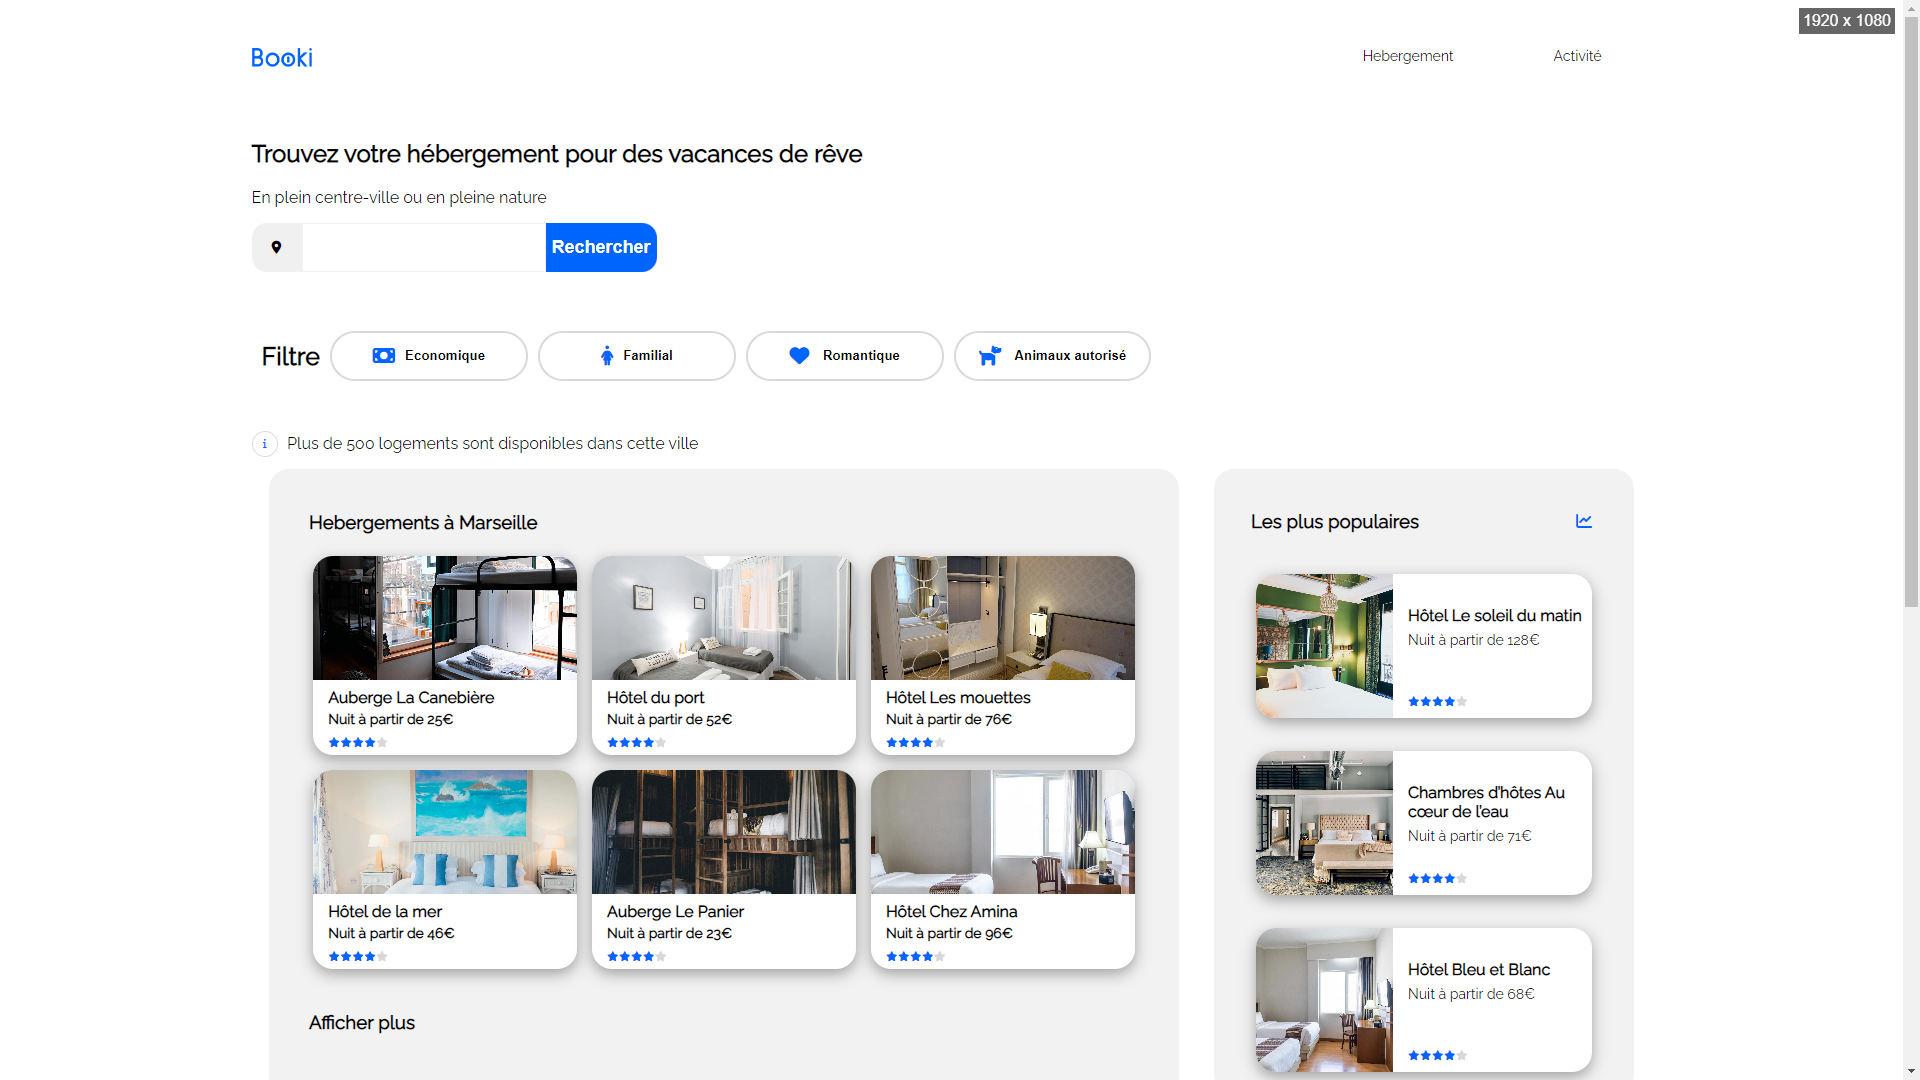 1920 x 1080
Booki
Hebergement
Activité
Trouvez votre hébergement pour des vacances de rêve
En plein centre-ville ou en pleine nature
Rechercher
Filtre
Economique
Familial
Romantique
Animaux autorisé
i
Plus de 500 logements sont disponibles dans cette ville
Hebergements à Marseille
Auberge La Canebière
Nuit à partir de 25€
Hôtel du port
Nuit à partir de 52€
Hôtel Les mouettes
Nuit à partir de 76€
Hôtel de la mer
Nuit à partir de 46€
Auberge Le Panier
Nuit à partir de 23€
Hôtel Chez Amina
Nuit à partir de 96€
Afficher plus
Les plus populaires
Hôtel Le soleil du matin
Nuit à partir de 128€
Chambres d'hôtes Au
cœur de l'eau
Nuit à partir de 71€
Hôtel Bleu et Blanc
Nuit à partir de 68€